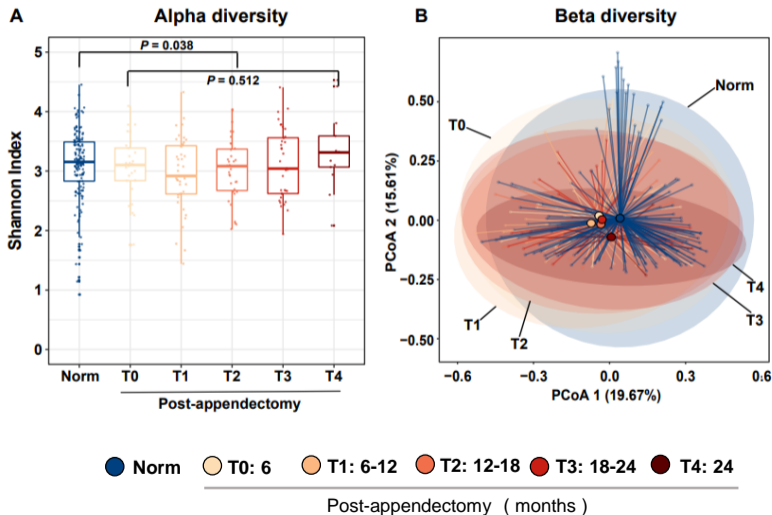 A
Alpha diversity
Shannon Index
5
4
3
2
1
0
P = 0.038
P = 0.512
Norm T0 T1 T2 T3 T4
Post-appendectomy
B
Beta diversity
PCoA 2 (15.61%)
0.50
0.25
0.00
−0.25
−0.50
Norm
T0
T1
T2
T4
T3
−0.6 −0.3 0.0 0.3 0.6
PCoA 1 (19.67%)
Norm T0: 6 T1: 6-12 T2: 12-18 T3: 18-24 T4: 24
Post-appendectomy ( months )